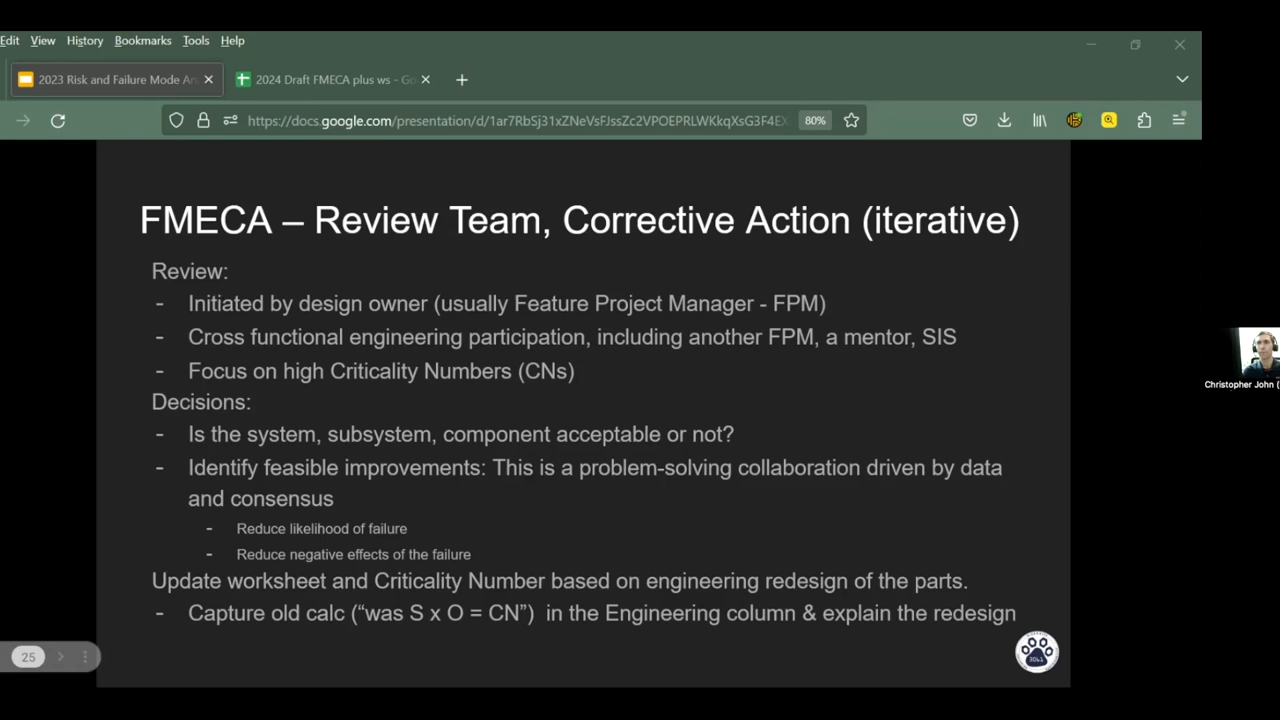 Edit View History Bookmarks Tools Help
2023 Risk and Failure Mode An
2024 Draft FMECA plus ws - Go
https://docs.google.com/presentation/d/1ar7RbSj31xZNeVsFJssZc2VPOEPRLWKkqXsG3F4EX
80%
FMECA – Review Team, Corrective Action (iterative)
Review:
- Initiated by design owner (usually Feature Project Manager - FPM)
- Cross functional engineering participation, including another FPM, a mentor, SIS
- Focus on high Criticality Numbers (CNs)
Decisions:
- Is the system, subsystem, component acceptable or not?
- Identify feasible improvements: This is a problem-solving collaboration driven by data
and consensus
- Reduce likelihood of failure
- Reduce negative effects of the failure
Update worksheet and Criticality Number based on engineering redesign of the parts.
- Capture old calc (“was S x O = CN”) in the Engineering column & explain the redesign
25
3061
Christopher John (